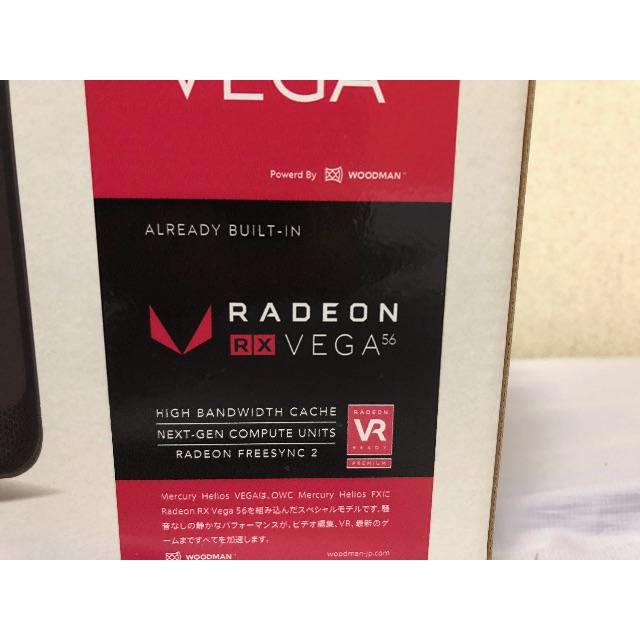 VEGA
Powerd By WOODMAN™
ALREADY BUILT-IN
RADEON
RX VEGA 56
HIGH BANDWIDTH CACHE
NEXT-GEN COMPUTE UNITS
RADEON FREESYNC 2
RADEON
VR
READY
PREMIUM
Mercury Helios VEGAは、OWC Mercury Helios FXに
Radeon RX Vega 56を組み込んだスペシャルモデルです。騒
音なしの静かなパフォーマンスが、ビデオ編集、VR、最新のゲ
ームまですべてを加速します。
WOODMAN™
woodman-jp.com